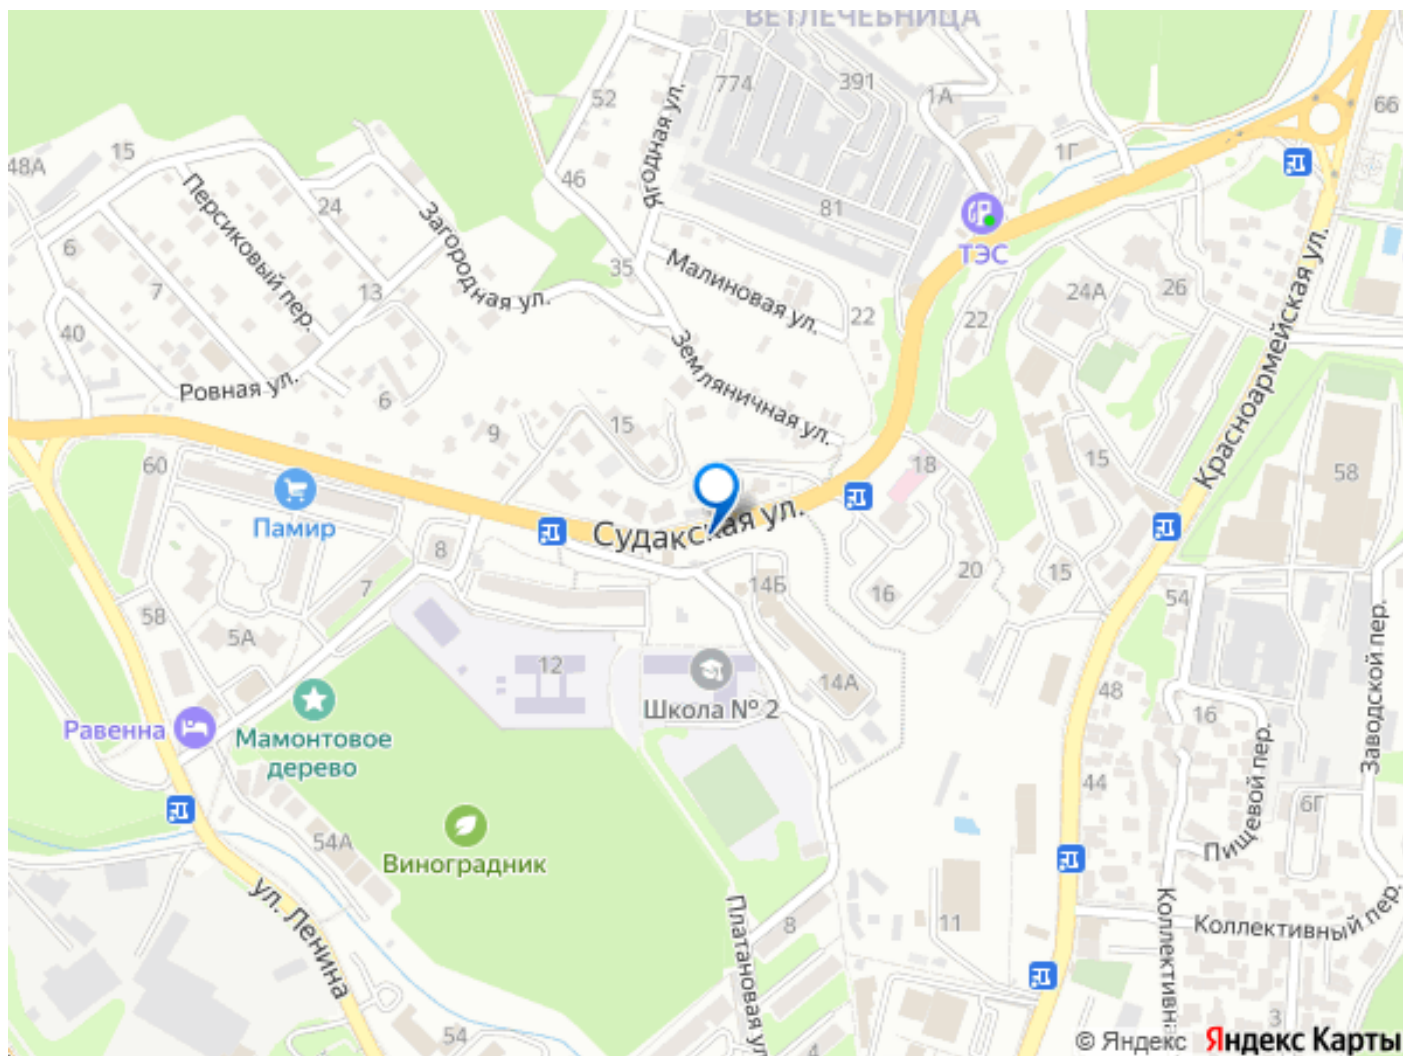 ВЕТЛЕЧЕБНИЦА
774
391
52
1А
66
1Г
15
48А
Персиковый пер.
24
Загородная ул.
46
Ягодная ул.
81
ТЭС
6
7
13
35
Малиновая ул.
22
22
24А
26
40
Ровная ул.
6
Земляничная ул.
9
15
18
15
Красноармейская ул.
58
60
Памир
Судакская ул.
8
7
14Б
16
20
15
54
58
5А
12
Школа № 2
14А
48
16
Заводской пер.
Равенна
Мамонтовое
дерево
44
Пищевой пер.
6Г
54А
Виноградник
ул. Ленина
Платановая ул.
8
11
Коллективный пер.
Коллективн
54
4
3
© Яндекс Яндекс Карты